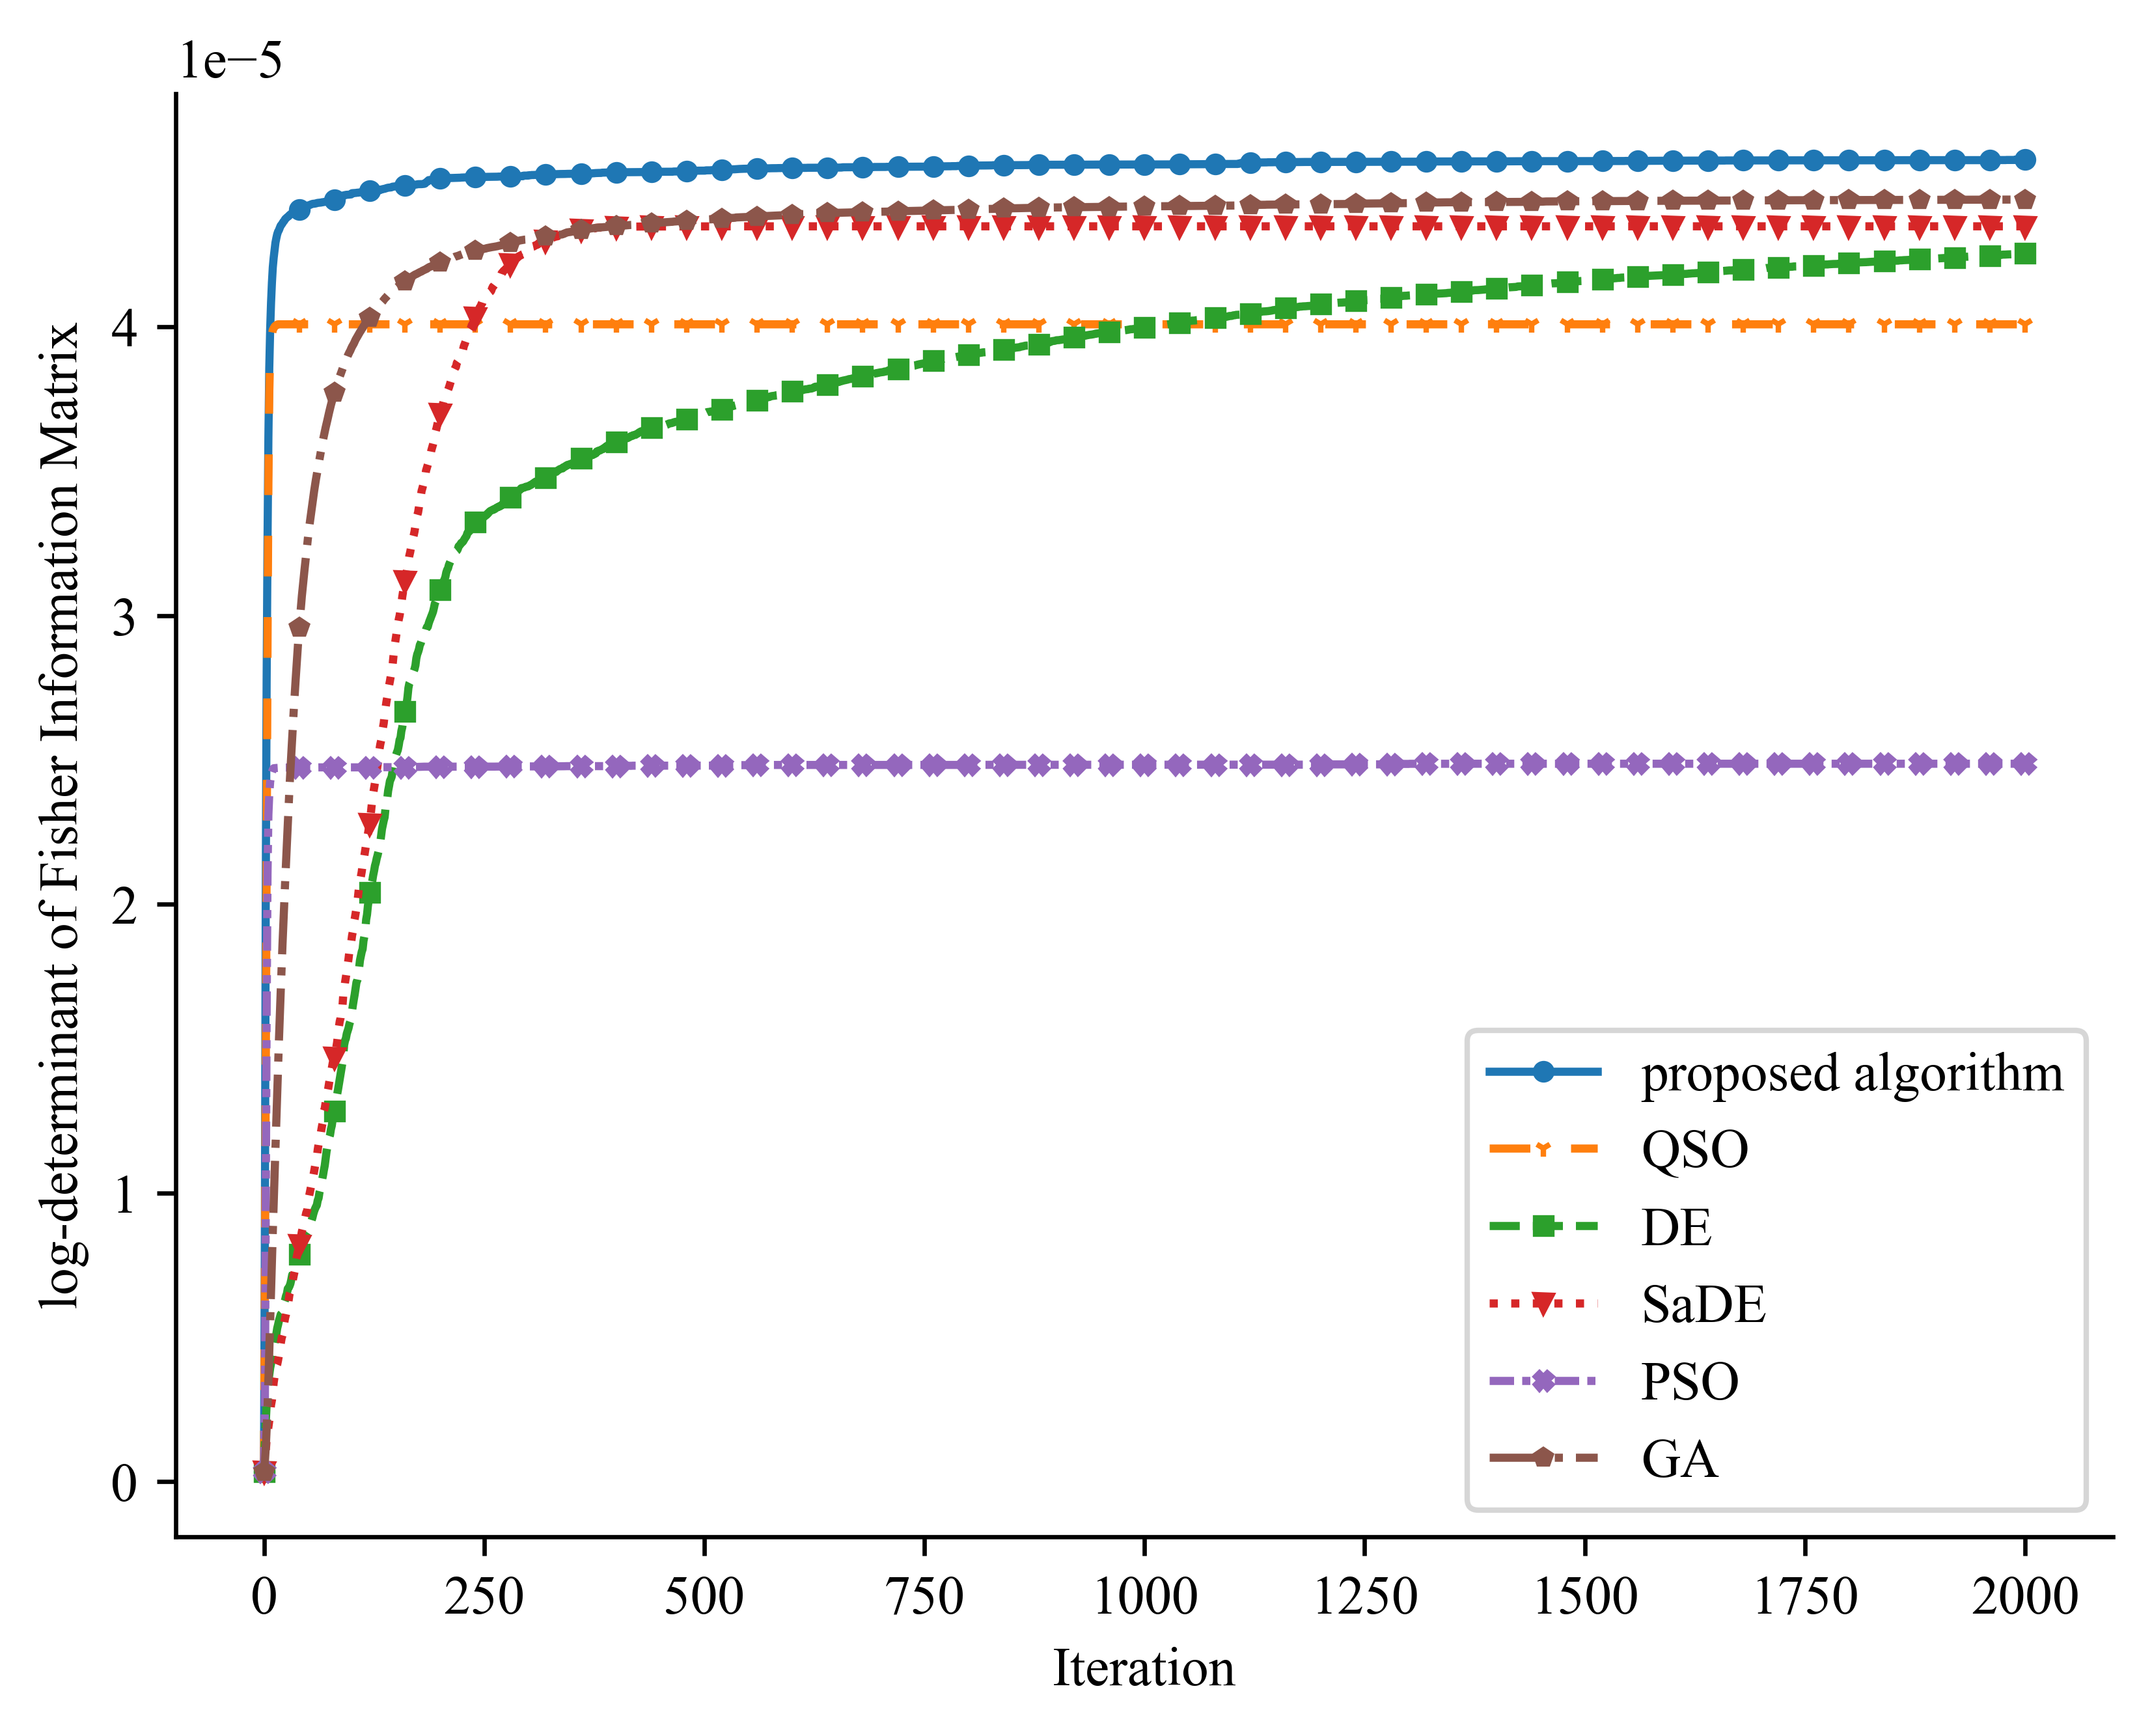 1e−5
log-determinant of Fisher Information Matrix
4
3
2
1
0
proposed algorithm
QSO
DE
SaDE
PSO
GA
0 250 500 750 1000 1250 1500 1750 2000
Iteration